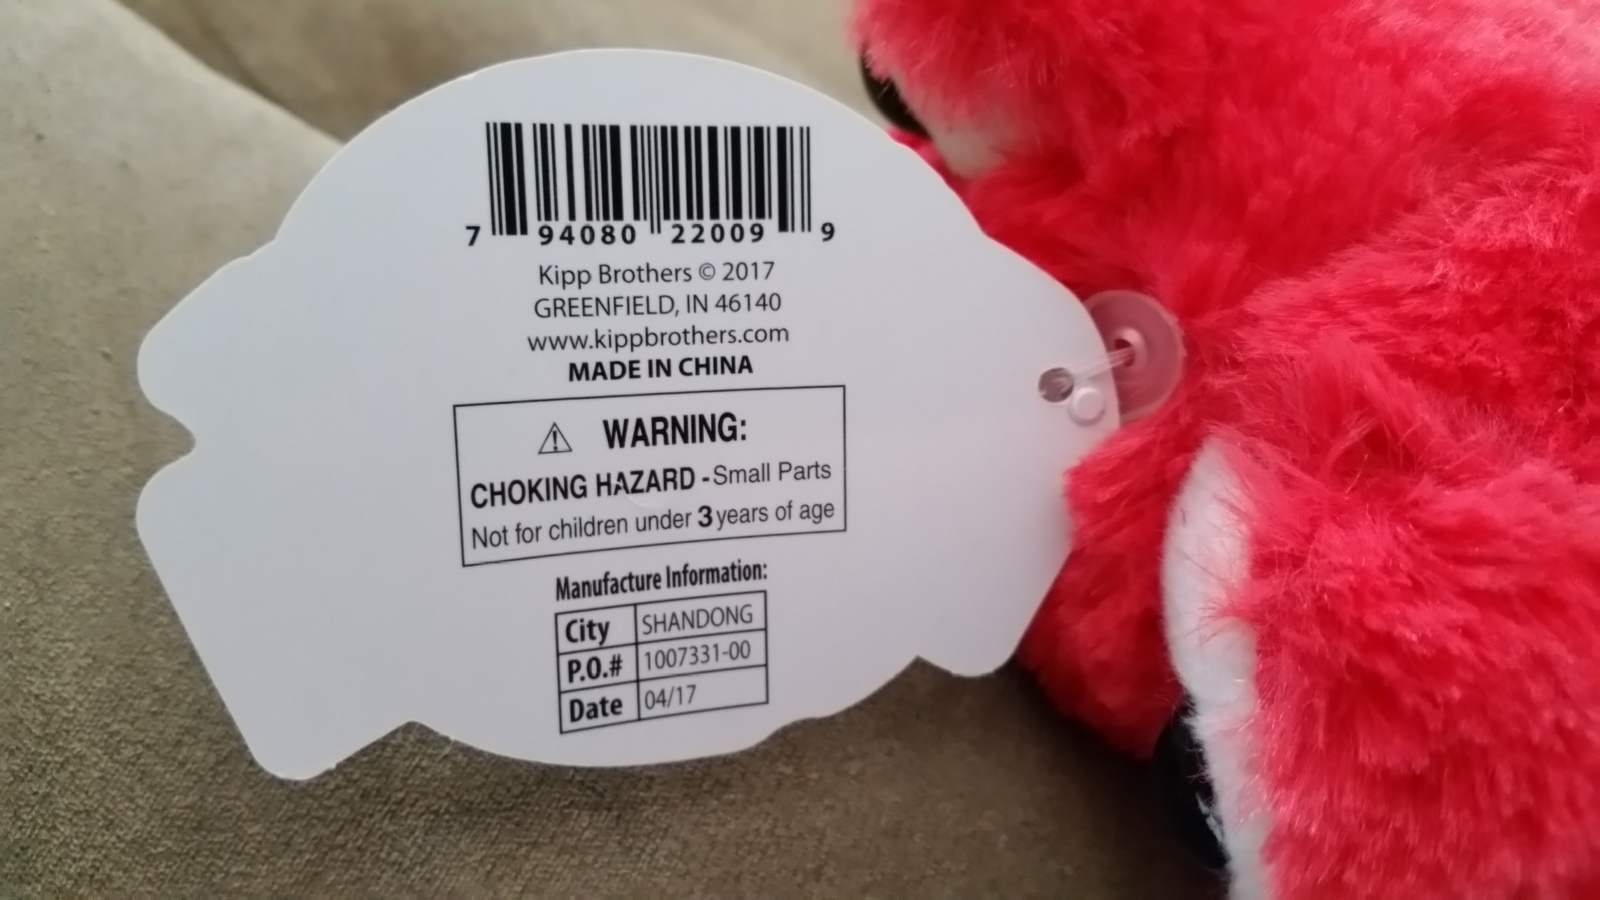 7 94080 22009 9
Kipp Brothers © 2017
GREENFIELD, IN 46140
www.kippbrothers.com
MADE IN CHINA
⚠ WARNING:
CHOKING HAZARD - Small Parts
Not for children under 3 years of age
Manufacture Information:
City SHANDONG
P.O.# 1007331-00
Date 04/17